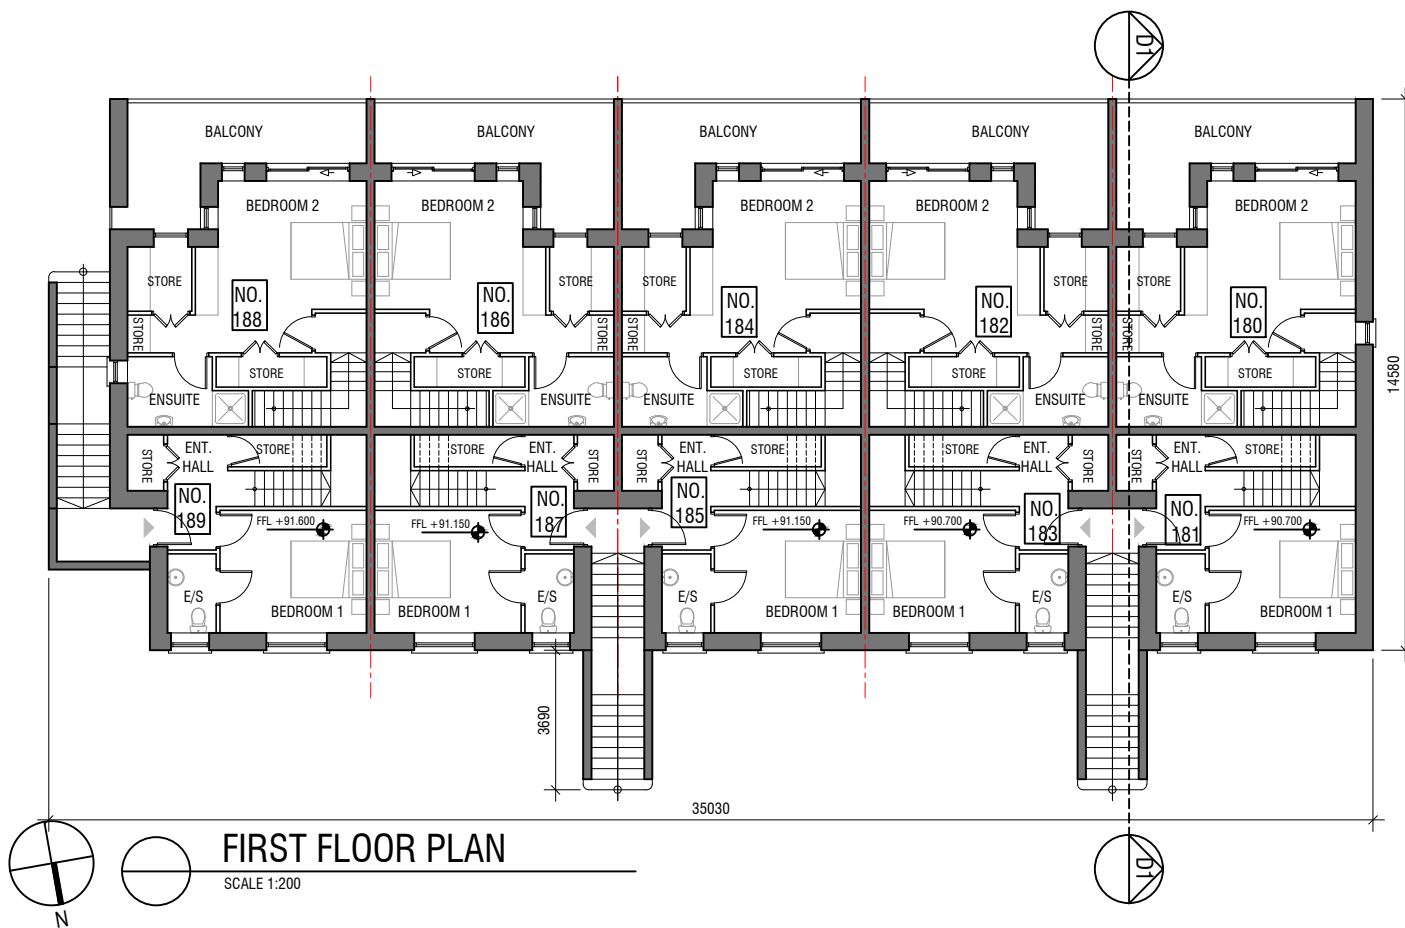 D1
BALCONY BALCONY BALCONY BALCONY BALCONY
BEDROOM 2 BEDROOM 2 BEDROOM 2 BEDROOM 2 BEDROOM 2
STORE STORE STORE STORE STORE
NO. 188
NO. 186
NO. 184
NO. 182
NO. 180
STORE STORE STORE STORE STORE
STORE STORE STORE STORE STORE
14580
ENSUITE ENSUITE ENSUITE ENSUITE ENSUITE
ENT. HALL
STORE
STORE
ENT. HALL
STORE
STORE
ENT. HALL
STORE
STORE
ENT. HALL
STORE
STORE
ENT. HALL
STORE
STORE
NO. 189
NO. 187
NO. 185
NO. 183
NO. 181
FFL +91.600
FFL +91.150
FFL +91.150
FFL +90.700
FFL +90.700
E/S BEDROOM 1 BEDROOM 1 E/S E/S BEDROOM 1 BEDROOM 1 E/S E/S BEDROOM 1
3690
35030
FIRST FLOOR PLAN
SCALE 1:200
N
D1